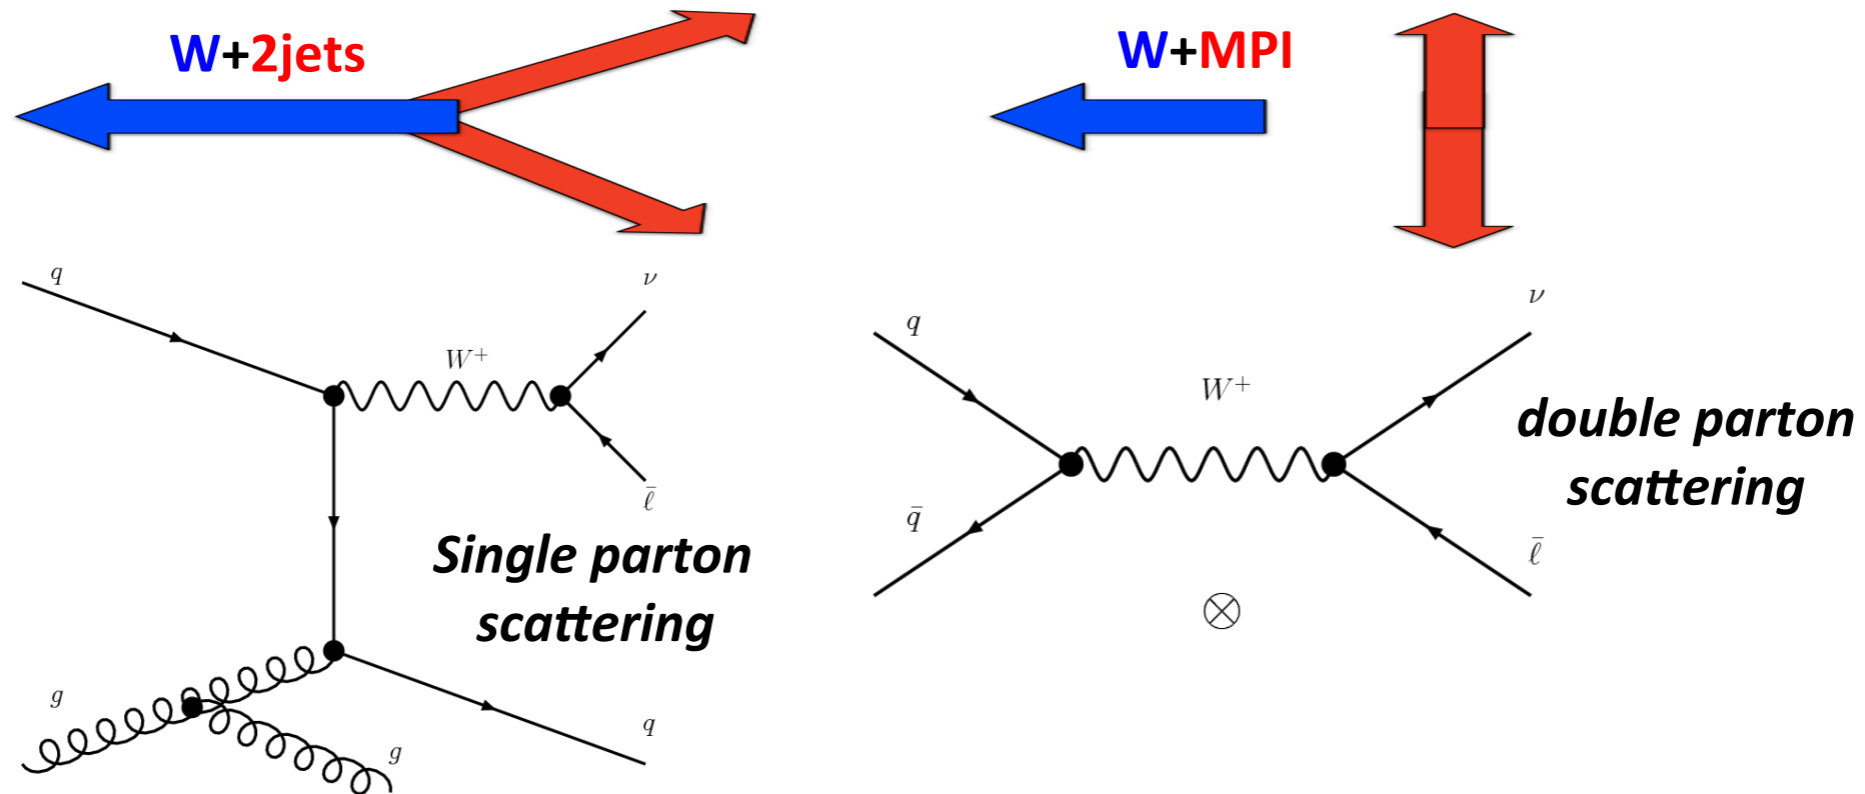 W+2jets
W+MPI
q
ν
W⁺
ℓ̄
Single parton
scattering
g
g
q
q
q̄
W⁺
ν
ℓ̄
⊗
double parton
scattering